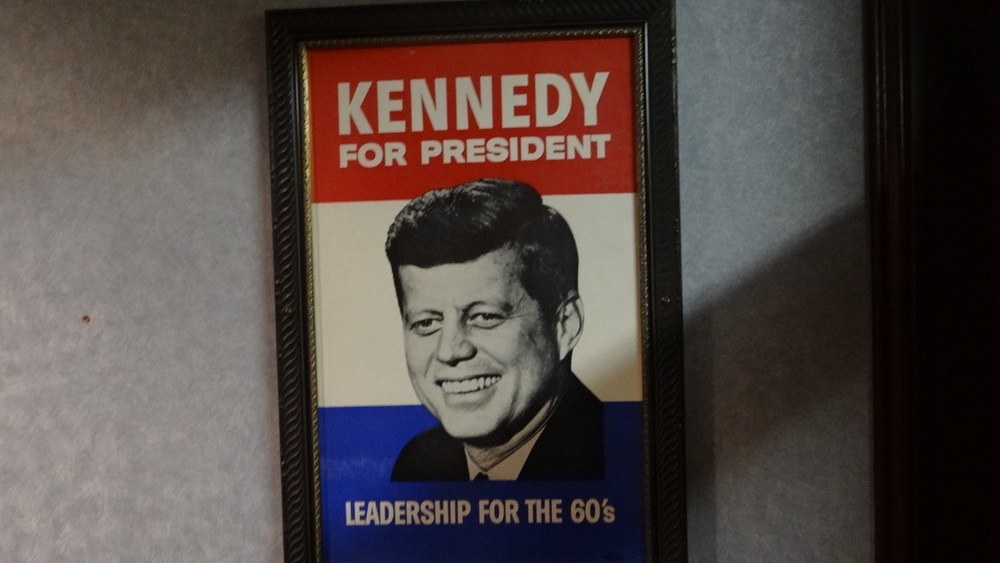 KENNEDY
FOR PRESIDENT
LEADERSHIP FOR THE 60's